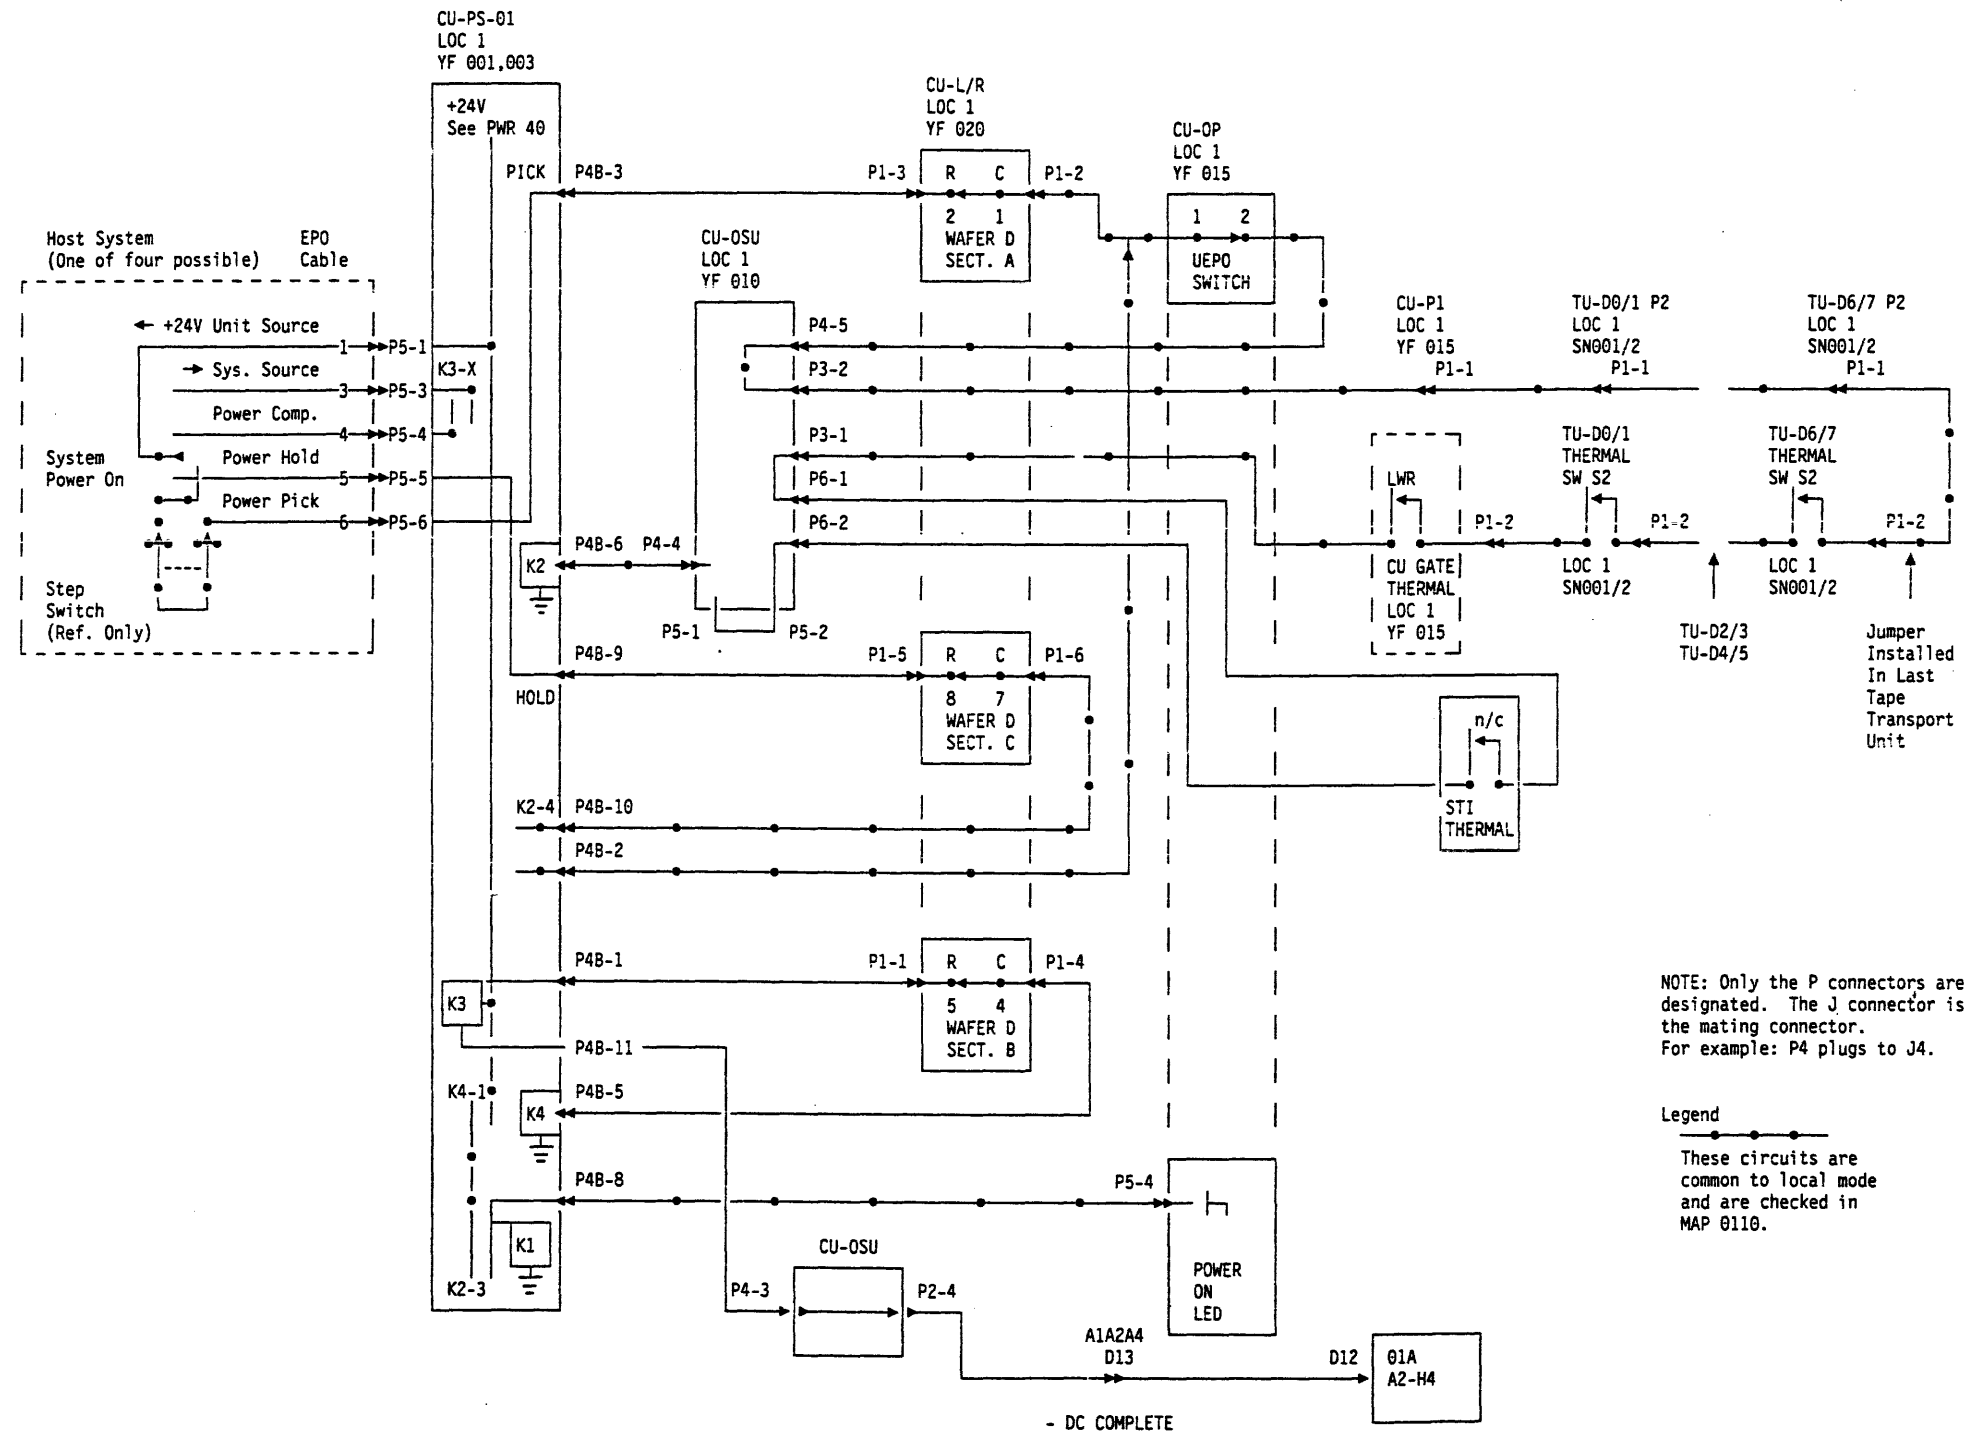 CU-PS-01
LOC 1
YF 001,003
+24V
See PWR 40
PICK
P4B-3
P1-3
CU-L/R
LOC 1
YF 020
R C
2 1
WAFER D
SECT. A
P1-2
CU-OP
LOC 1
YF 015
1 2
UEPO
SWITCH
Host System
(One of four possible)
EPO
Cable
+24V Unit Source
1
P5-1
Sys. Source
3
P5-3
K3-X
Power Comp.
4
P5-4
System
Power On
Power Hold
5
P5-5
Power Pick
6
P5-6
Step
Switch
(Ref. Only)
CU-OSU
LOC 1
YF 010
P4-5
P3-2
P3-1
P6-1
P6-2
K2
P4B-6
P4-4
P5-1
P5-2
CU-P1
LOC 1
YF 015
P1-1
TU-D0/1 P2
LOC 1
SN001/2
P1-1
TU-D6/7 P2
LOC 1
SN001/2
P1-1
LWR
CU GATE
THERMAL
LOC 1
YF 015
P1-2
TU-D0/1
THERMAL
SW S2
LOC 1
SN001/2
P1-2
TU-D6/7
THERMAL
SW S2
LOC 1
SN001/2
P1-2
TU-D2/3
TU-D4/5
Jumper
Installed
In Last
Tape
Transport
Unit
P4B-9
HOLD
P1-5
R C
8 7
WAFER D
SECT. C
P1-6
n/c
STI
THERMAL
K2-4
P4B-10
P4B-2
P4B-1
P1-1
R C
5 4
WAFER D
SECT. B
P1-4
K3
P4B-11
K4-1
K4
P4B-5
P4B-8
P5-4
K1
K2-3
POWER
ON
LED
CU-OSU
P4-3
P2-4
A1A2A4
D13
D12
01A
A2-H4
- DC COMPLETE
NOTE: Only the P connectors are
designated. The J connector is
the mating connector.
For example: P4 plugs to J4.
Legend
These circuits are
common to local mode
and are checked in
MAP 0110.